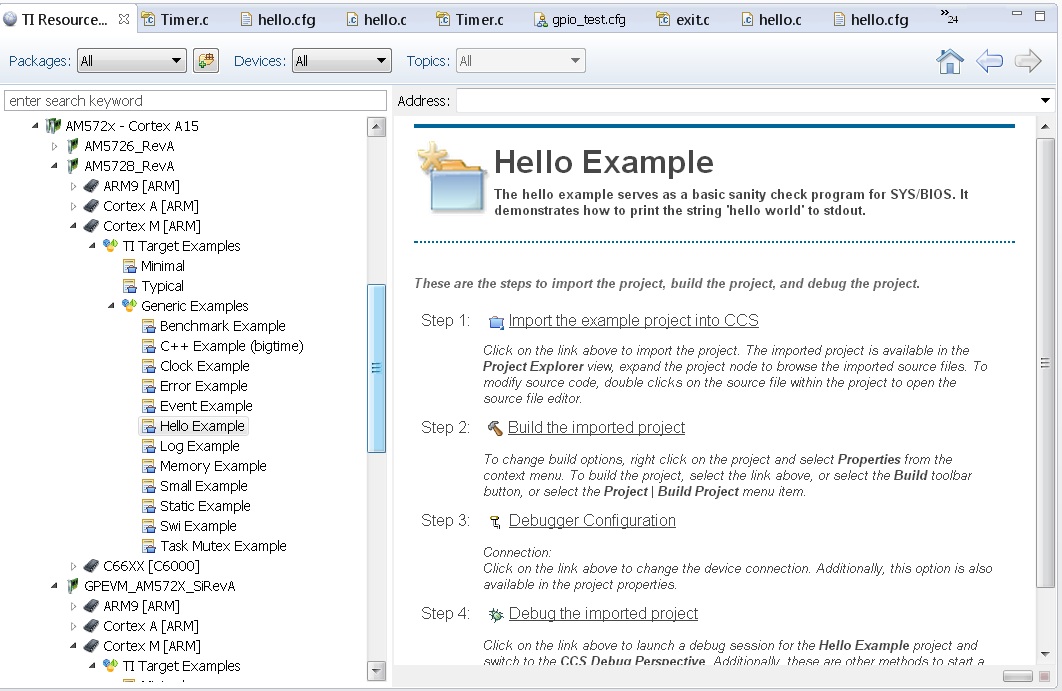 TI Resource...
Timer.c
hello.cfg
hello.c
Timer.c
gpio_test.cfg
exit.c
hello.c
hello.cfg
»24
Packages: All
Devices: All
Topics: All
enter search keyword
Address:
AM572x - Cortex A15
AM5726_RevA
AM5728_RevA
ARM9 [ARM]
Cortex A [ARM]
Cortex M [ARM]
TI Target Examples
Minimal
Typical
Generic Examples
Benchmark Example
C++ Example (bigtime)
Clock Example
Error Example
Event Example
Hello Example
Log Example
Memory Example
Small Example
Static Example
Swi Example
Task Mutex Example
C66XX [C6000]
GPEVM_AM572X_SiRevA
ARM9 [ARM]
Cortex A [ARM]
Cortex M [ARM]
TI Target Examples
Hello Example
The hello example serves as a basic sanity check program for SYS/BIOS. It
demonstrates how to print the string 'hello world' to stdout.
These are the steps to import the project, build the project, and debug the project.
Step 1: Import the example project into CCS
Click on the link above to import the project. The imported project is available in the
Project Explorer view, expand the project node to browse the imported source files. To
modify source code, double clicks on the source file within the project to open the
source file editor.
Step 2: Build the imported project
To change build options, right click on the project and select Properties from the
context menu. To build the project, select the link above, or select the Build toolbar
button, or select the Project | Build Project menu item.
Step 3: Debugger Configuration
Connection:
Click on the link above to change the device connection. Additionally, this option is also
available in the project properties.
Step 4: Debug the imported project
Click on the link above to launch a debug session for the Hello Example project and
switch to the CCS Debug Perspective. Additionally, these are other methods to start a